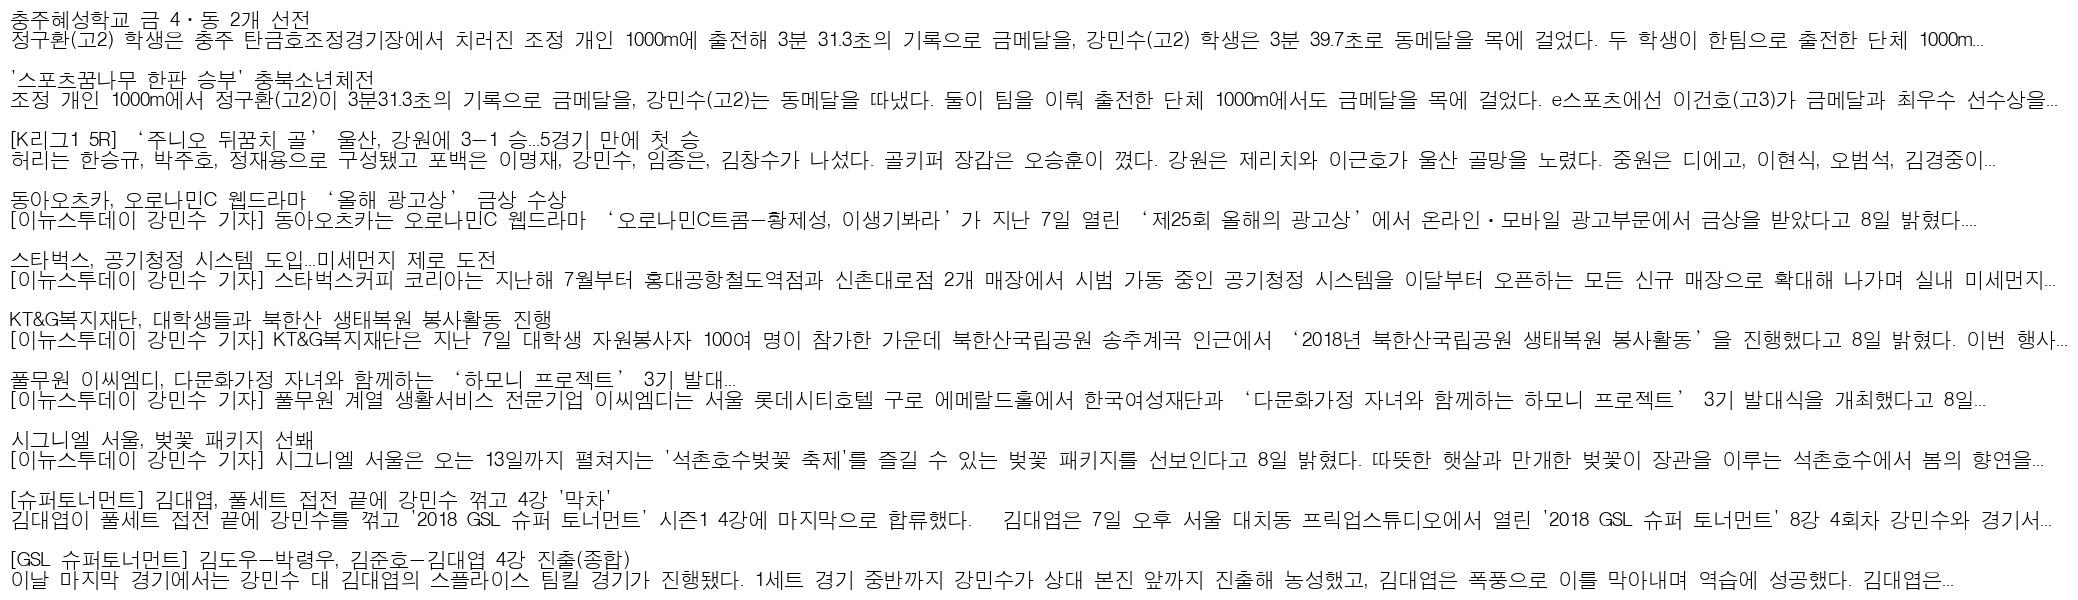 충주혜성학교 금 4·동 2개 선전
정구환(고2) 학생은 충주 탄금호조정경기장에서 치러진 조정 개인 1000m에 출전해 3분 31.3초의 기록으로 금메달을, 강민수(고2) 학생은 3분 39.7초로 동메달을 목에 걸었다. 두 학생이 한팀으로 출전한 단체 1000m...
'스포츠꿈나무 한판 승부' 충북소년체전
조정 개인 1000m에서 정구환(고2)이 3분31.3초의 기록으로 금메달을, 강민수(고2)는 동메달을 따냈다. 둘이 팀을 이뤄 출전한 단체 1000m에서도 금메달을 목에 걸었다. e스포츠에선 이건호(고3)가 금메달과 최우수 선수상을...
[K리그1 5R] ‘주니오 뒤꿈치 골’ 울산, 강원에 3-1 승...5경기 만에 첫 승
허리는 한승규, 박주호, 정재용으로 구성됐고 포백은 이명재, 강민수, 임종은, 김창수가 나섰다. 골키퍼 장갑은 오승훈이 꼈다. 강원은 제리치와 이근호가 울산 골망을 노렸다. 중원은 디에고, 이현식, 오범석, 김경중이...
동아오츠카, 오로나민C 웹드라마 ‘올해 광고상’ 금상 수상
[이뉴스투데이 강민수 기자] 동아오츠카는 오로나민C 웹드라마 ‘오로나민C트콤-황제성, 이생기봐라’가 지난 7일 열린 ‘제25회 올해의 광고상’에서 온라인·모바일 광고부문에서 금상을 받았다고 8일 밝혔다....
스타벅스, 공기청정 시스템 도입...미세먼지 제로 도전
[이뉴스투데이 강민수 기자] 스타벅스커피 코리아는 지난해 7월부터 홍대공항철도역점과 신촌대로점 2개 매장에서 시범 가동 중인 공기청정 시스템을 이달부터 오픈하는 모든 신규 매장으로 확대해 나가며 실내 미세먼지...
KT&G복지재단, 대학생들과 북한산 생태복원 봉사활동 진행
[이뉴스투데이 강민수 기자] KT&G복지재단은 지난 7일 대학생 자원봉사자 100여 명이 참가한 가운데 북한산국립공원 송추계곡 인근에서 ‘2018년 북한산국립공원 생태복원 봉사활동’을 진행했다고 8일 밝혔다. 이번 행사...
풀무원 이씨엠디, 다문화가정 자녀와 함께하는 ‘하모니 프로젝트’ 3기 발대...
[이뉴스투데이 강민수 기자] 풀무원 계열 생활서비스 전문기업 이씨엠디는 서울 롯데시티호텔 구로 에메랄드홀에서 한국여성재단과 ‘다문화가정 자녀와 함께하는 하모니 프로젝트’ 3기 발대식을 개최했다고 8일...
시그니엘 서울, 벚꽃 패키지 선봬
[이뉴스투데이 강민수 기자] 시그니엘 서울은 오는 13일까지 펼쳐지는 '석촌호수벚꽃 축제'를 즐길 수 있는 벚꽃 패키지를 선보인다고 8일 밝혔다. 따뜻한 햇살과 만개한 벚꽃이 장관을 이루는 석촌호수에서 봄의 향연을...
[슈퍼토너먼트] 김대엽, 풀세트 접전 끝에 강민수 꺾고 4강 '막차'
김대엽이 풀세트 접전 끝에 강민수를 꺾고 '2018 GSL 슈퍼 토너먼트' 시즌1 4강에 마지막으로 합류했다. 김대엽은 7일 오후 서울 대치동 프릭업스튜디오에서 열린 '2018 GSL 슈퍼 토너먼트' 8강 4회차 강민수와 경기서...
[GSL 슈퍼토너먼트] 김도우-박령우, 김준호-김대엽 4강 진출(종합)
이날 마지막 경기에서는 강민수 대 김대엽의 스플라이스 팀킬 경기가 진행됐다. 1세트 경기 중반까지 강민수가 상대 본진 앞까지 진출해 농성했고, 김대엽은 폭풍으로 이를 막아내며 역습에 성공했다. 김대엽은...